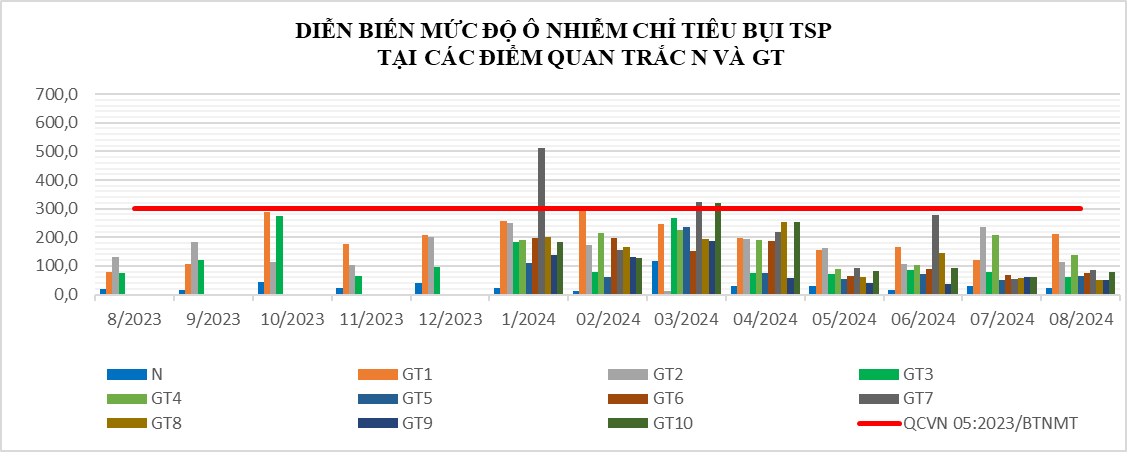 DIỄN BIẾN MỨC ĐỘ Ô NHIỄM CHỈ TIÊU BỤI TSP
TẠI CÁC ĐIỂM QUAN TRẮC N VÀ GT
700,0
600,0
500,0
400,0
300,0
200,0
100,0
0,0
8/2023 9/2023 10/2023 11/2023 12/2023 1/2024 02/2024 03/2024 04/2024 05/2024 06/2024 07/2024 08/2024
N GT1 GT2 GT3
GT4 GT5 GT6 GT7
GT8 GT9 GT10 QCVN 05:2023/BTNMT